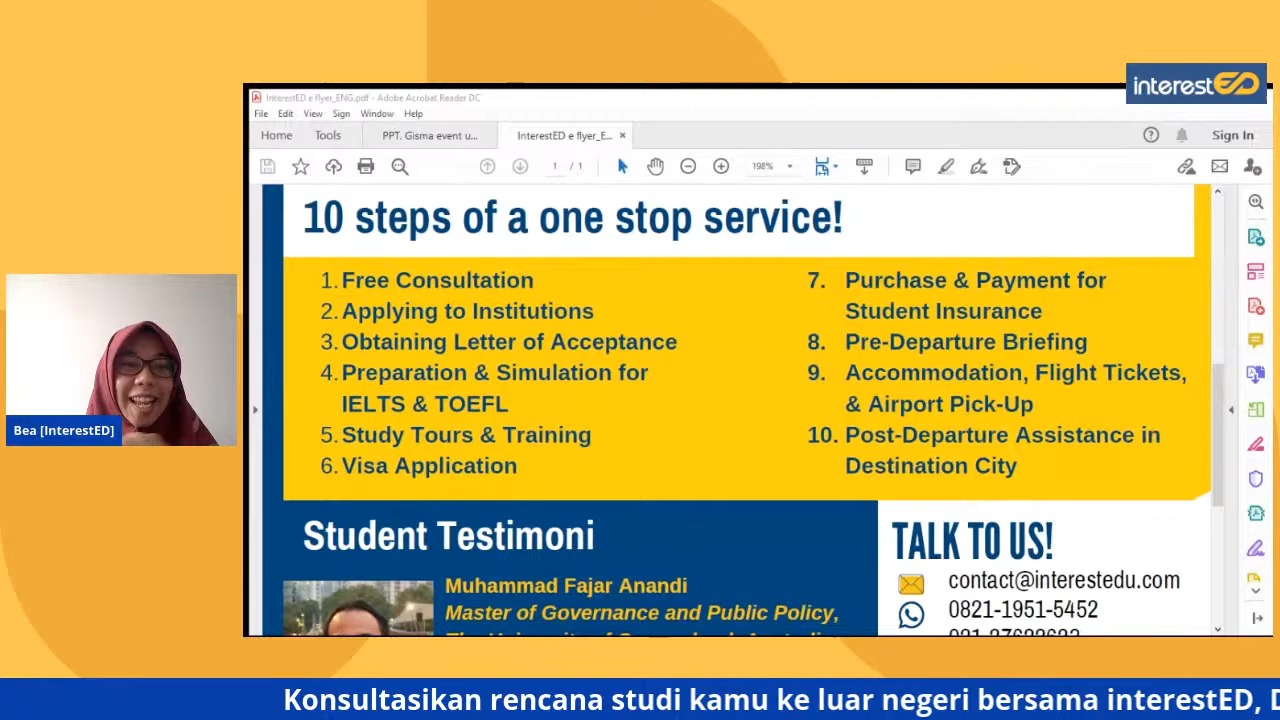 interestED
InterestED e flyer_ENG.pdf - Adobe Acrobat Reader DC
File Edit View Sign Window Help
Home Tools PPT. Gisma event u... InterestED e flyer_E... × Sign In
1 / 1 198%
10 steps of a one stop service!
1. Free Consultation
2. Applying to Institutions
3. Obtaining Letter of Acceptance
4. Preparation & Simulation for
IELTS & TOEFL
5. Study Tours & Training
6. Visa Application
7. Purchase & Payment for
Student Insurance
8. Pre-Departure Briefing
9. Accommodation, Flight Tickets,
& Airport Pick-Up
10. Post-Departure Assistance in
Destination City
Bea [InterestED]
Student Testimoni
Muhammad Fajar Anandi
Master of Governance and Public Policy,
TALK TO US!
contact@interestedu.com
0821-1951-5452
Konsultasikan rencana studi kamu ke luar negeri bersama interestED,